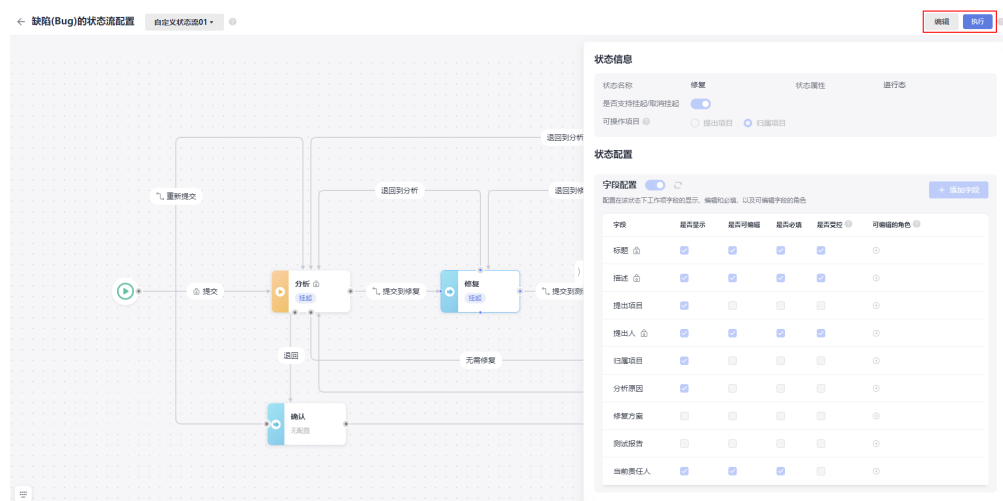 缺陷(Bug)的状态流配置 自定义状态流01 编辑 执行
状态信息
状态名称 修复 状态属性 进行态
是否支持挂起/取消挂起
可操作项目 提出项目 归属项目
状态配置
字段配置 + 添加字段
配置在该状态下工作项字段的显示、编辑和必填，以及可编辑字段的角色
字段 是否显示 是否可编辑 是否必填 是否受控 可编辑的角色
标题
描述
提出项目
提出人
归属项目
分析原因
修复方案
测试报告
当前责任人
退回到分析
退回到分析 退回到修
重新提交
提交
分析
挂起
提交到修复
修复
挂起
提交到测
退回
无需修复
确认
无配置